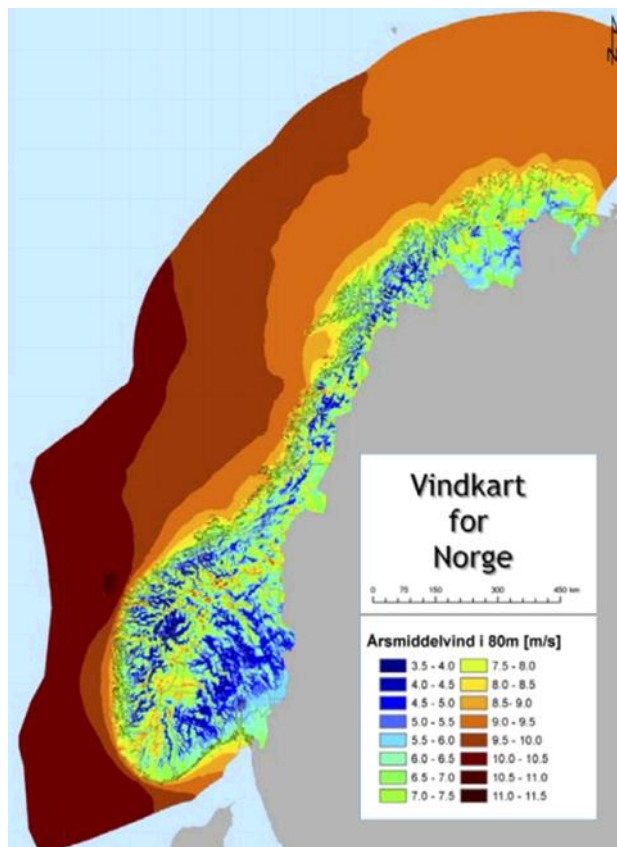 N
Vindkart
for
Norge
0 75 150 300 450 km
Årsmiddelvind i 80m [m/s]
3.5 - 4.0 7.5 - 8.0
4.0 - 4.5 8.0 - 8.5
4.5 - 5.0 8.5 - 9.0
5.0 - 5.5 9.0 - 9.5
5.5 - 6.0 9.5 - 10.0
6.0 - 6.5 10.0 - 10.5
6.5 - 7.0 10.5 - 11.0
7.0 - 7.5 11.0 - 11.5